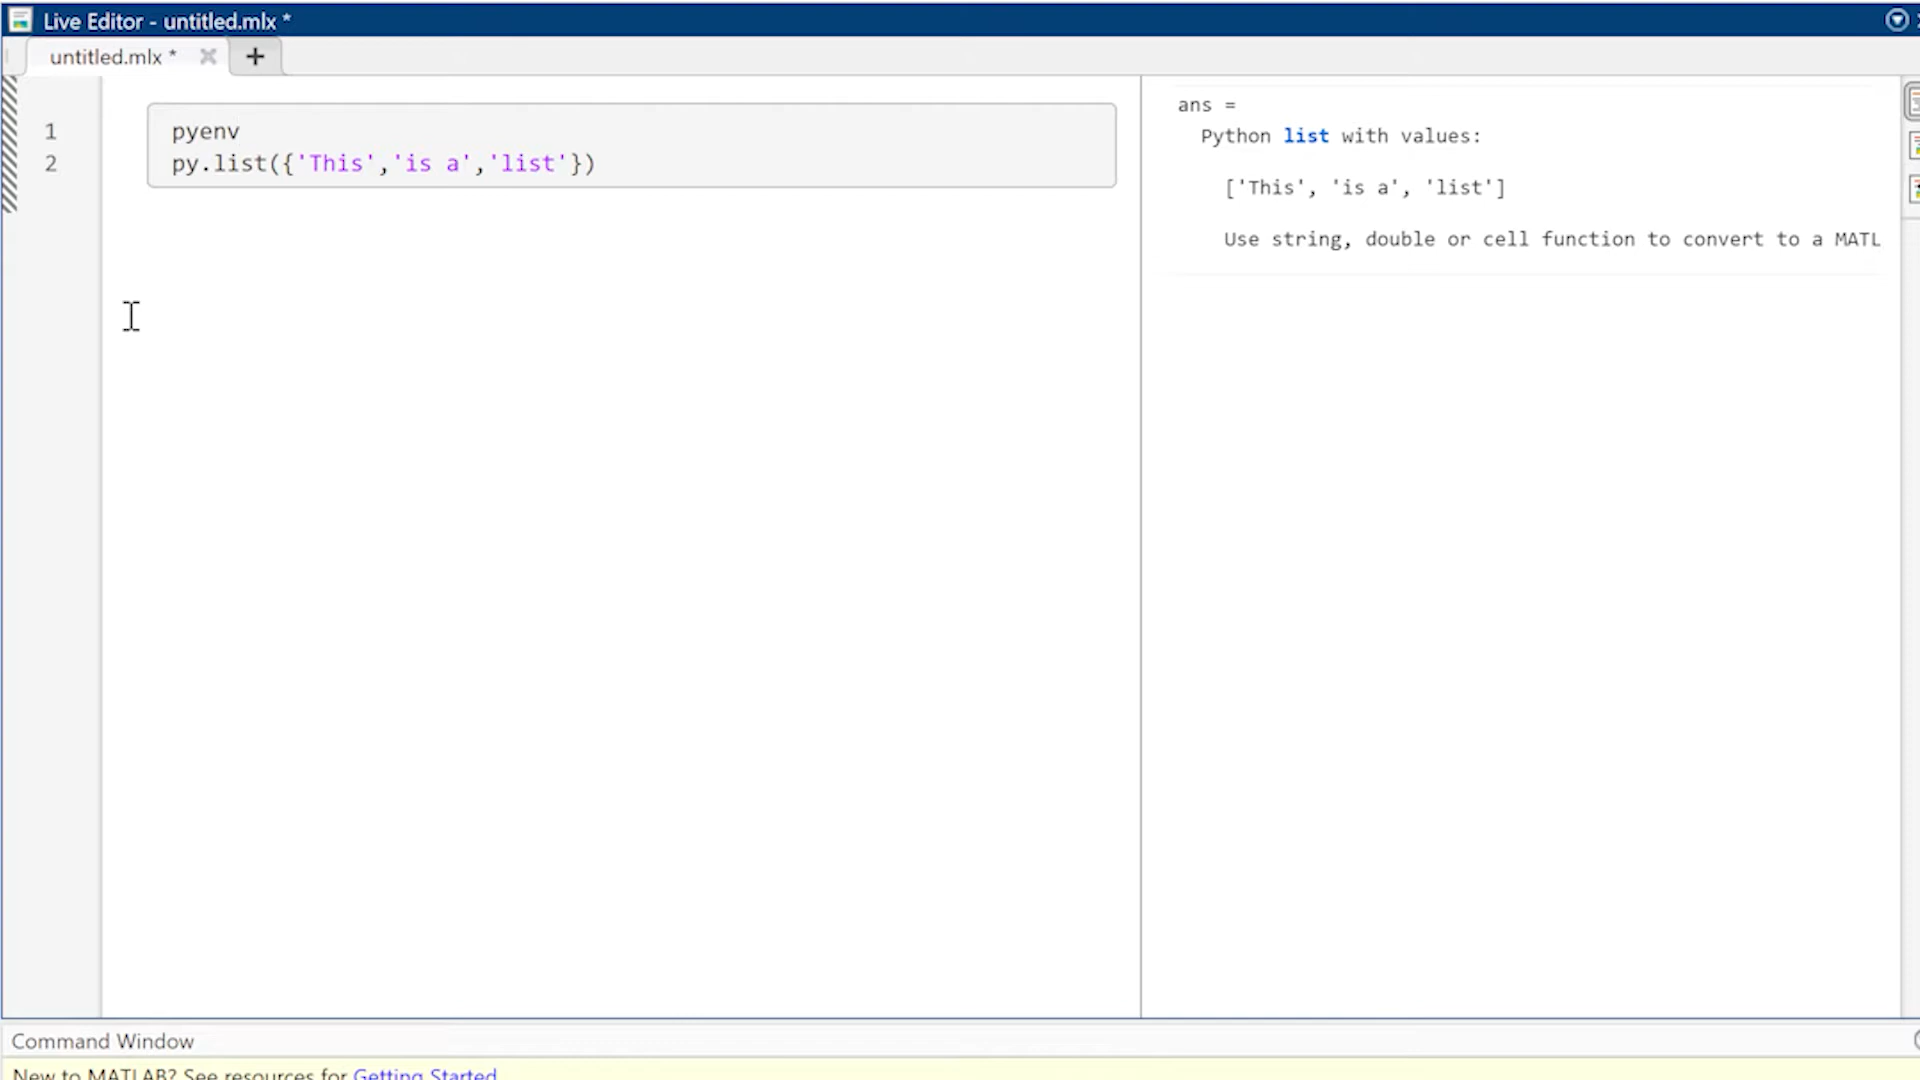 Live Editor - untitled.mlx *
untitled.mlx *
1 pyenv
2 py.list({'This','is a','list'})
ans =
Python list with values:
['This', 'is a', 'list']
Use string, double or cell function to convert to a MATL
Command Window
New to MATLAB? See resources for Getting Started